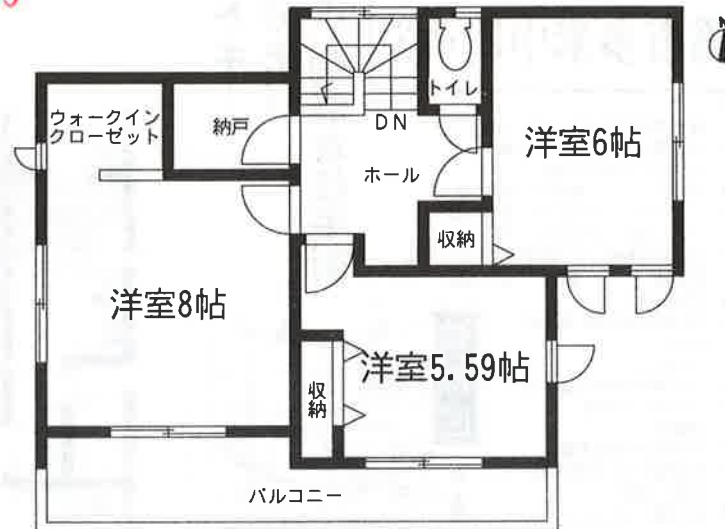 トイレ
ウォークイン
クローゼット
納戸
DN
洋室6帖
ホール
収納
洋室8帖
洋室5.59帖
収納
バルコニー